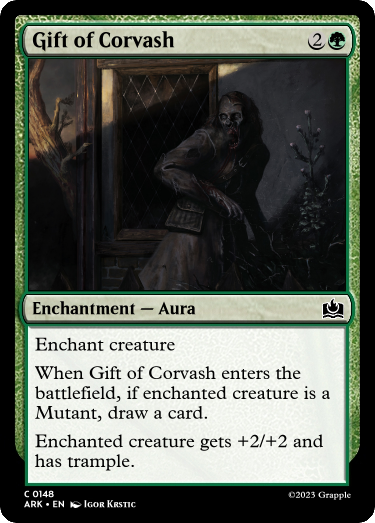 Gift of Corvash 2
Enchantment — Aura
Enchant creature
When Gift of Corvash enters the
battlefield, if enchanted creature is a
Mutant, draw a card.
Enchanted creature gets +2/+2 and
has trample.
C 0148
ARK • EN Igor Krstic
©2023 Grapple